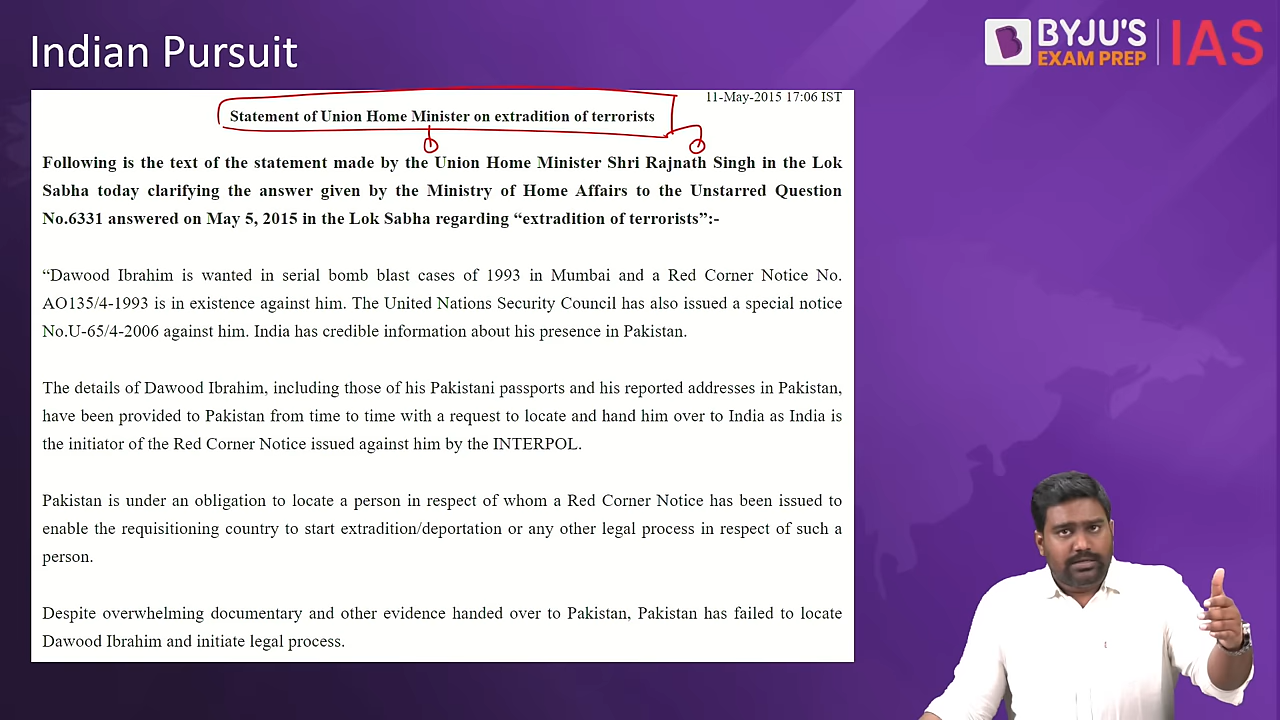 Indian Pursuit
BYJU'S
EXAM PREP
IAS
11-May-2015 17:06 IST
Statement of Union Home Minister on extradition of terrorists
Following is the text of the statement made by the Union Home Minister Shri Rajnath Singh in the Lok
Sabha today clarifying the answer given by the Ministry of Home Affairs to the Unstarred Question
No.6331 answered on May 5, 2015 in the Lok Sabha regarding “extradition of terrorists”:-
“Dawood Ibrahim is wanted in serial bomb blast cases of 1993 in Mumbai and a Red Corner Notice No.
AO135/4-1993 is in existence against him. The United Nations Security Council has also issued a special notice
No.U-65/4-2006 against him. India has credible information about his presence in Pakistan.
The details of Dawood Ibrahim, including those of his Pakistani passports and his reported addresses in Pakistan,
have been provided to Pakistan from time to time with a request to locate and hand him over to India as India is
the initiator of the Red Corner Notice issued against him by the INTERPOL.
Pakistan is under an obligation to locate a person in respect of whom a Red Corner Notice has been issued to
enable the requisitioning country to start extradition/deportation or any other legal process in respect of such a
person.
Despite overwhelming documentary and other evidence handed over to Pakistan, Pakistan has failed to locate
Dawood Ibrahim and initiate legal process.